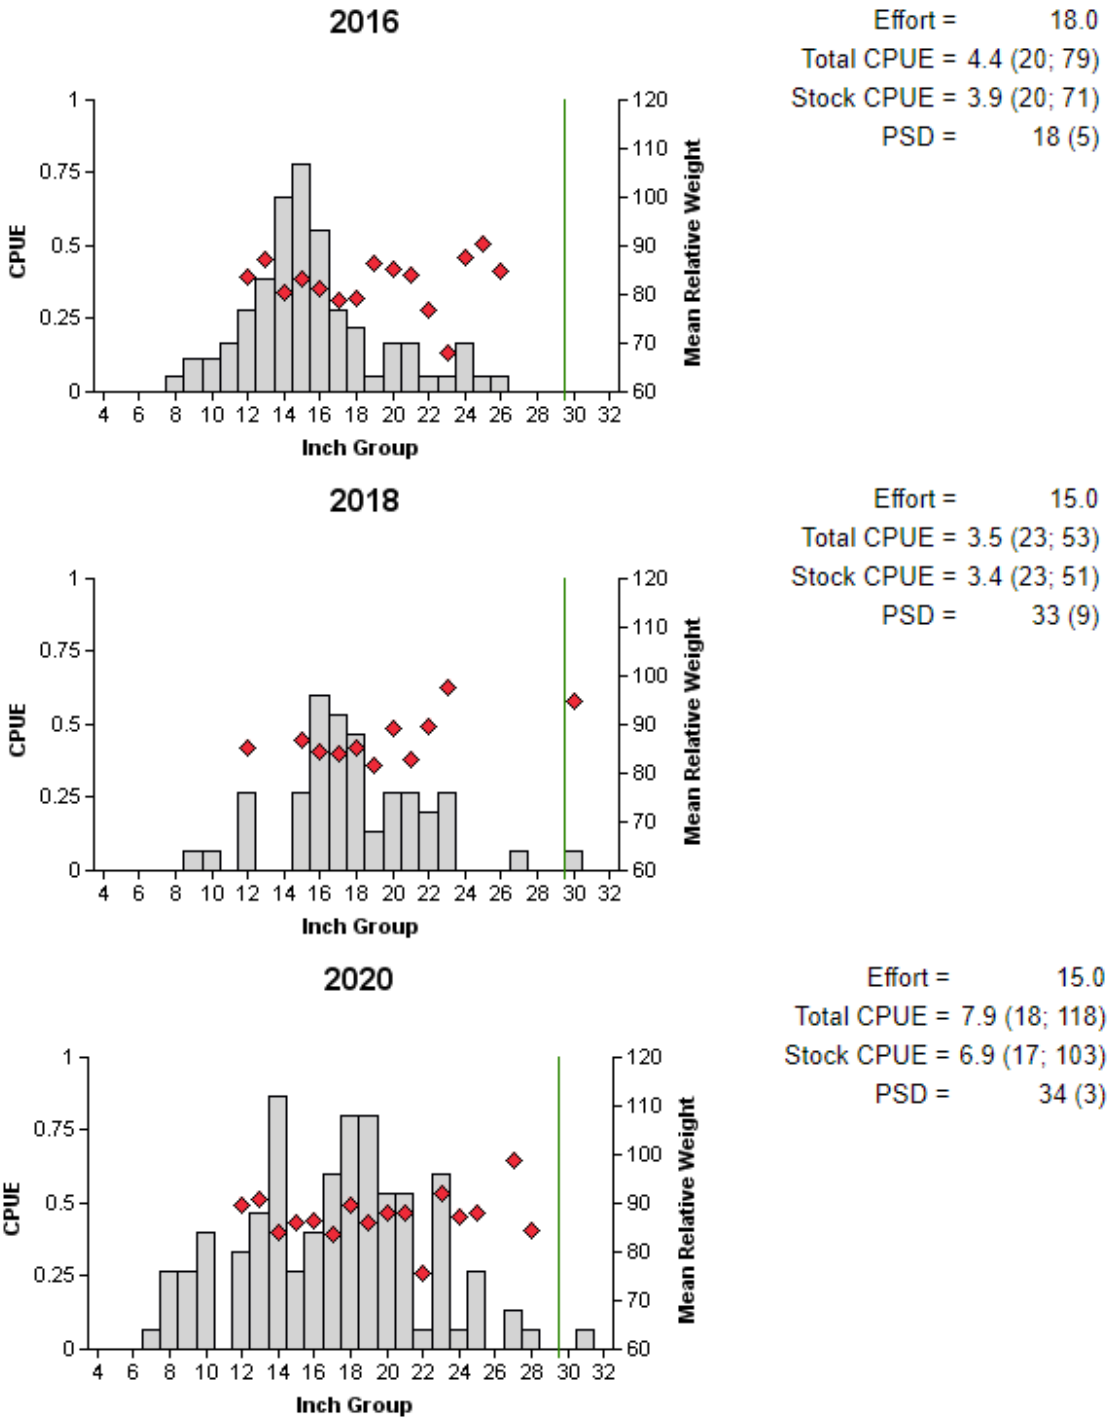 2016
Effort = 18.0
Total CPUE = 4.4 (20; 79)
Stock CPUE = 3.9 (20; 71)
PSD = 18 (5)
1
0.75
0.5
0.25
0
CPUE
120
110
100
90
80
70
60
Mean Relative Weight
4 6 8 10 12 14 16 18 20 22 24 26 28 30 32
Inch Group
2018
Effort = 15.0
Total CPUE = 3.5 (23; 53)
Stock CPUE = 3.4 (23; 51)
PSD = 33 (9)
1
0.75
0.5
0.25
0
CPUE
120
110
100
90
80
70
60
Mean Relative Weight
4 6 8 10 12 14 16 18 20 22 24 26 28 30 32
Inch Group
2020
Effort = 15.0
Total CPUE = 7.9 (18; 118)
Stock CPUE = 6.9 (17; 103)
PSD = 34 (3)
1
0.75
0.5
0.25
0
CPUE
120
110
100
90
80
70
60
Mean Relative Weight
4 6 8 10 12 14 16 18 20 22 24 26 28 30 32
Inch Group